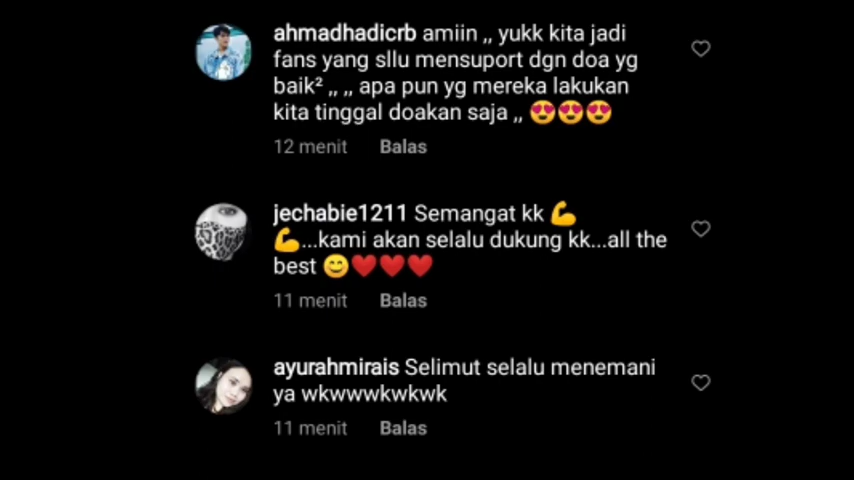 ahmadhadicrb amiin ,, yukk kita jadi
fans yang sllu mensuport dgn doa yg
baik² ,, ,, apa pun yg mereka lakukan
kita tinggal doakan saja ,, 😍😍😍
12 menit Balas
jechabie1211 Semangat kk 💪
💪...kami akan selalu dukung kk...all the
best 😊❤️❤️❤️
11 menit Balas
ayurahmirais Selimut selalu menemani
ya wkwwwkwkwk
11 menit Balas